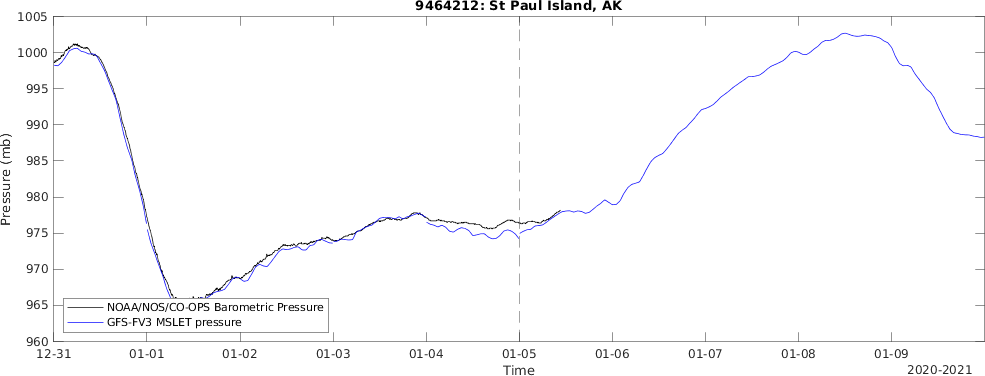 9464212: St Paul Island, AK
1005
1000
995
990
985
980
975
970
965
960
Pressure (mb)
NOAA/NOS/CO-OPS Barometric Pressure
GFS-FV3 MSLET pressure
12-31 01-01 01-02 01-03 01-04 01-05 01-06 01-07 01-08 01-09
Time
2020-2021